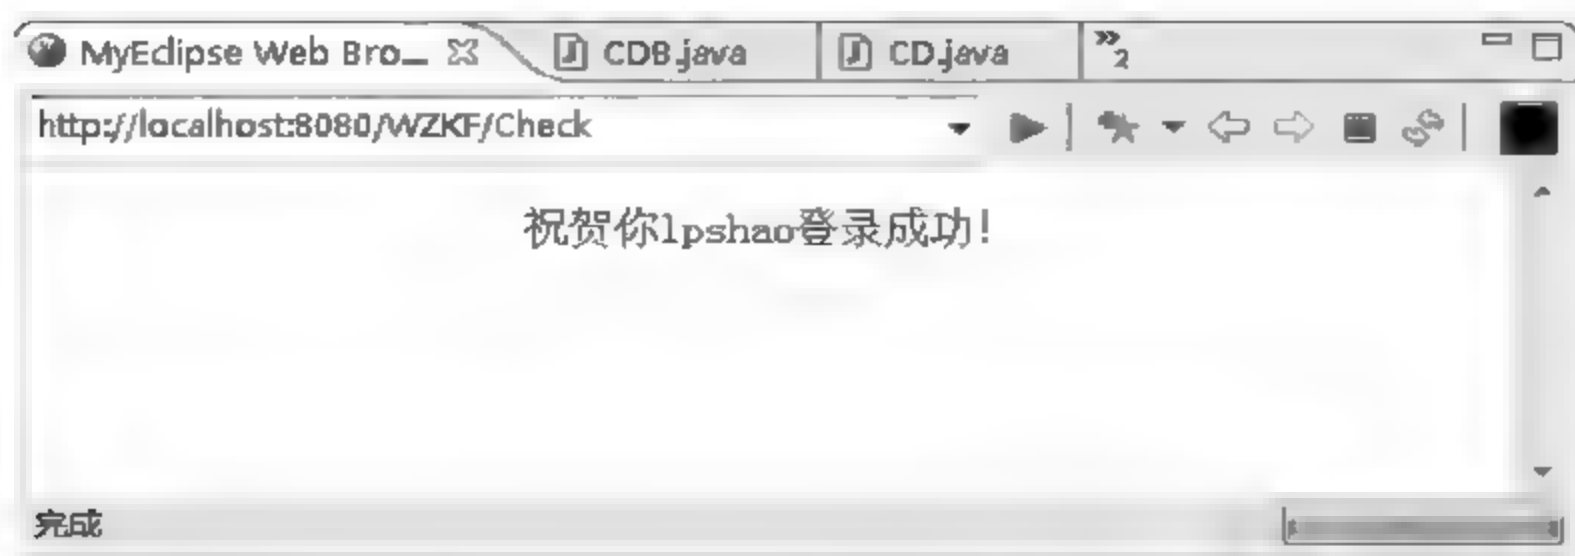 MyEclipse Web Bro... CDB.java CD.java »2
http://localhost:8080/WZKF/Check
祝贺你lpshao登录成功!
完成